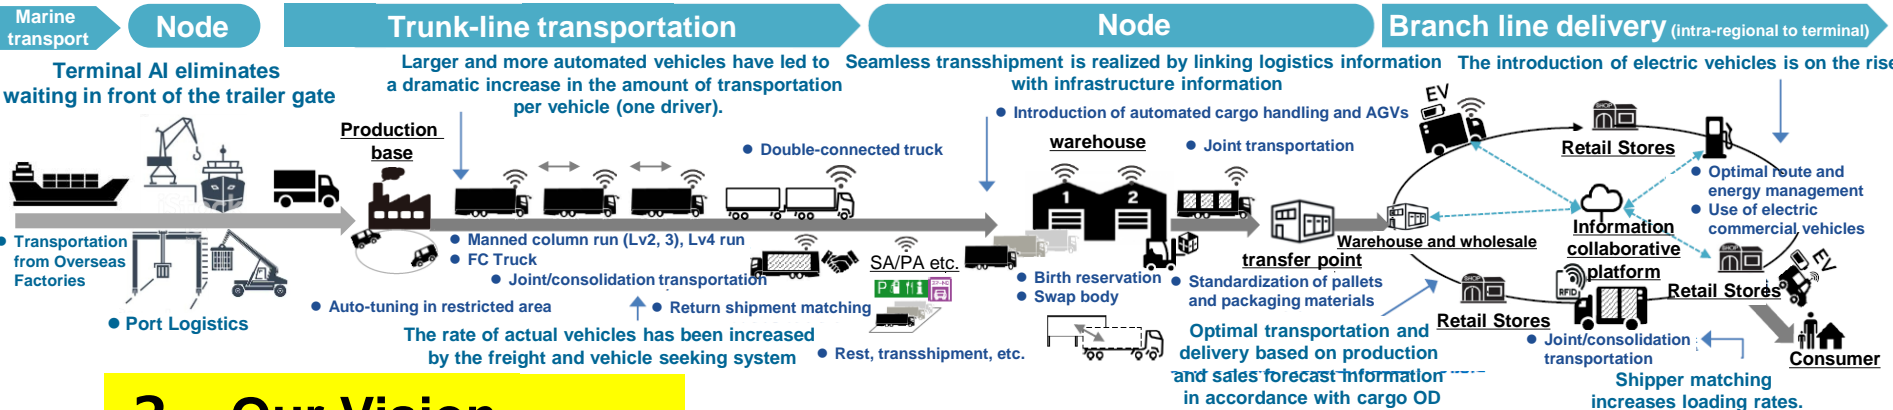 Marine
transport
Node
Trunk-line transportation
Node
Branch line delivery (intra-regional to terminal)
Terminal AI eliminates
waiting in front of the trailer gate
Larger and more automated vehicles have led to
a dramatic increase in the amount of transportation
per vehicle (one driver).
Seamless transshipment is realized by linking logistics information
with infrastructure information
The introduction of electric vehicles is on the rise
Production
base
● Double-connected truck
● Introduction of automated cargo handling and AGVs
warehouse
● Joint transportation
1
2
EV
SHOP
Retail Stores
● Optimal route and
energy management
● Use of electric
commercial vehicles
● Transportation
from Overseas
Factories
● Port Logistics
● Manned column run (Lv2, 3), Lv4 run
● FC Truck
● Joint/consolidation transportation
● Auto-tuning in restricted area
● Return shipment matching
The rate of actual vehicles has been increased
by the freight and vehicle seeking system
SA/PA etc.
P
● Rest, transshipment, etc.
● Birth reservation
● Swap body
transfer point
● Standardization of pallets
and packaging materials
Warehouse and wholesale
Information
collaborative
platform
RFID
SHOP
Retail Stores
SHOP
Retail Stores
EV
Optimal transportation and
delivery based on production
and sales forecast information
in accordance with cargo OD
● Joint/consolidation
transportation
Shipper matching
increases loading rates.
Consumer
2. Our Vision